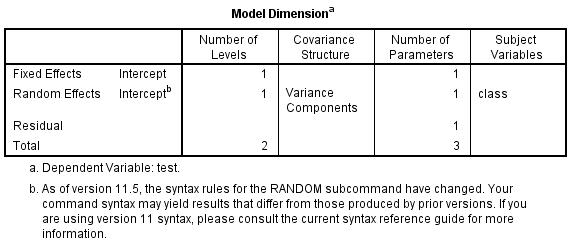 Model Dimensionᵃ
Number of Levels Covariance Structure Number of Parameters Subject Variables
Fixed Effects Intercept 1 1
Random Effects Interceptᵇ 1 Variance Components 1 class
Residual 1
Total 2 3
a. Dependent Variable: test.
b. As of version 11.5, the syntax rules for the RANDOM subcommand have changed. Your
command syntax may yield results that differ from those produced by prior versions. If you
are using version 11 syntax, please consult the current syntax reference guide for more
information.